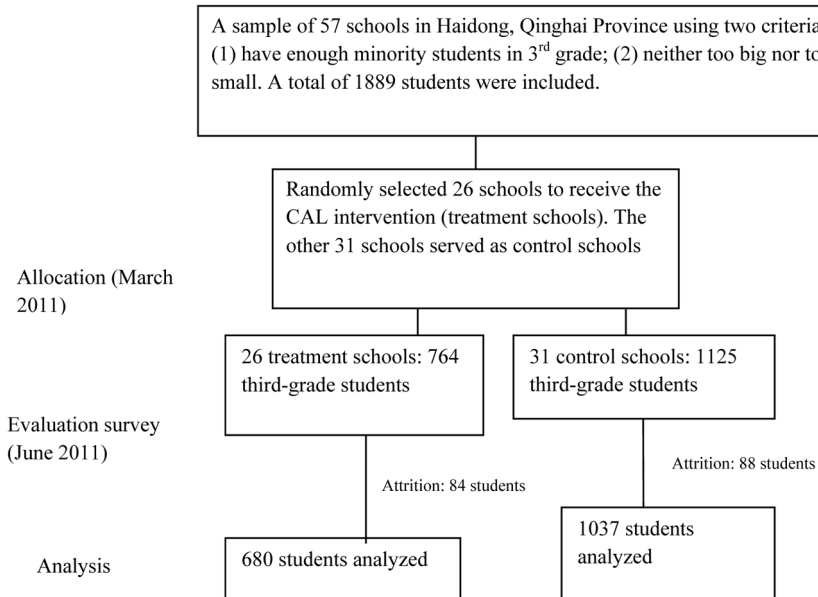 A sample of 57 schools in Haidong, Qinghai Province using two criteria
(1) have enough minority students in 3rd grade; (2) neither too big nor to
small. A total of 1889 students were included.
Randomly selected 26 schools to receive the
CAL intervention (treatment schools). The
other 31 schools served as control schools
Allocation (March
2011)
26 treatment schools: 764
third-grade students
31 control schools: 1125
third-grade students
Evaluation survey
(June 2011)
Attrition: 84 students
Attrition: 88 students
Analysis
680 students analyzed
1037 students
analyzed